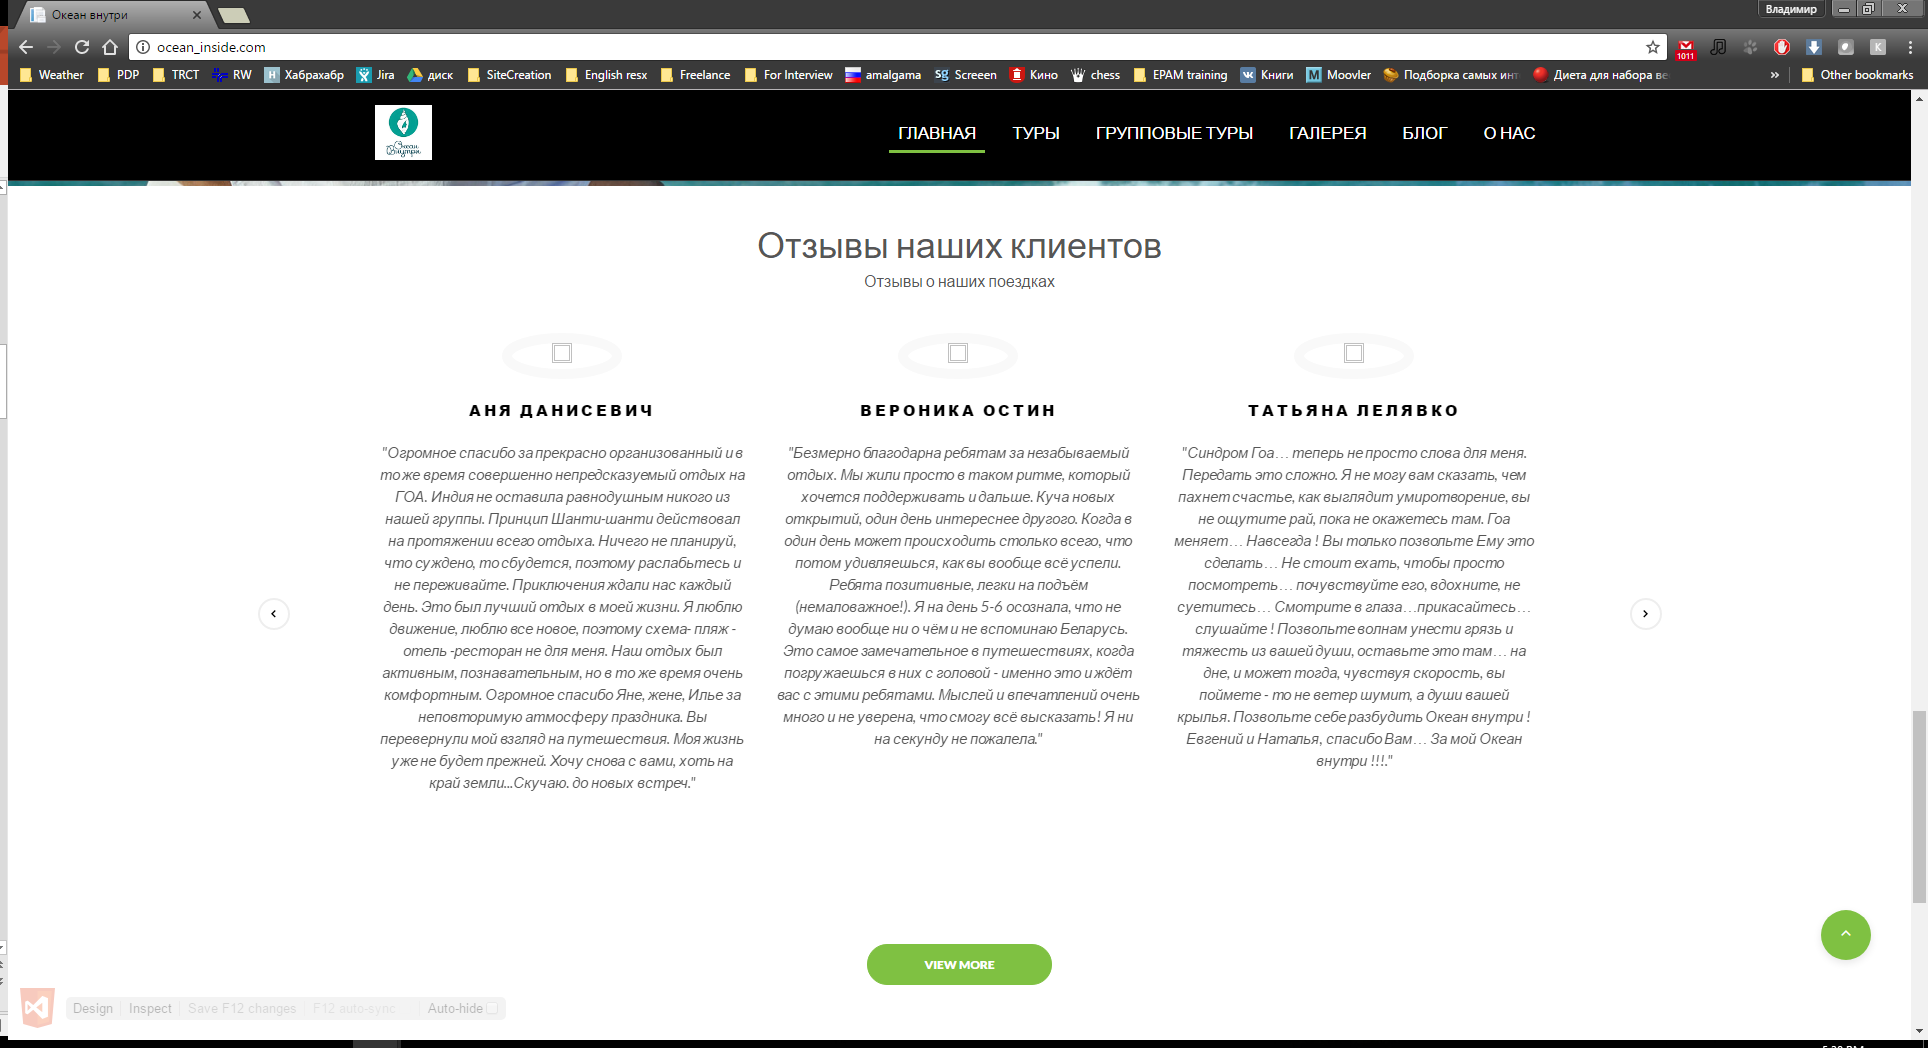 Океан внутри
Владимир
ocean_inside.com
1011
Weather PDP TRCT RW Хабрахабр Jira диск SiteCreation English resx Freelance For Interview amalgama Screeen Кино chess EPAM training Книги Moovler Подборка самых инт Диета для набора ве » Other bookmarks
Океан Внутри
ГЛАВНАЯ ТУРЫ ГРУППОВЫЕ ТУРЫ ГАЛЕРЕЯ БЛОГ О НАС
Отзывы наших клиентов
Отзывы о наших поездках
АНЯ ДАНИСЕВИЧ
"Огромное спасибо за прекрасно организованный и в
то же время совершенно непредсказуемый отдых на
ГОА. Индия не оставила равнодушным никого из
нашей группы. Принцип Шанти-шанти действовал
на протяжении всего отдыха. Ничего не планируй,
что суждено, то сбудется, поэтому раслабьтесь и
не переживайте. Приключения ждали нас каждый
день. Это был лучший отдых в моей жизни. Я люблю
движение, люблю все новое, поэтому схема- пляж -
отель -ресторан не для меня. Наш отдых был
активным, познавательным, но в то же время очень
комфортным. Огромное спасибо Яне, жене, Илье за
неповторимую атмосферу праздника. Вы
перевернули мой взгляд на путешествия. Моя жизнь
уже не будет прежней. Хочу снова с вами, хоть на
край земли...Скучаю. до новых встреч."
ВЕРОНИКА ОСТИН
"Безмерно благодарна ребятам за незабываемый
отдых. Мы жили просто в таком ритме, который
хочется поддерживать и дальше. Куча новых
открытий, один день интереснее другого. Когда в
один день может происходить столько всего, что
потом удивляешься, как вы вообще всё успели.
Ребята позитивные, легки на подъём
(немаловажное!). Я на день 5-6 осознала, что не
думаю вообще ни о чём и не вспоминаю Беларусь.
Это самое замечательное в путешествиях, когда
погружаешься в них с головой - именно это и ждёт
вас с этими ребятами. Мыслей и впечатлений очень
много и не уверена, что смогу всё высказать! Я ни
на секунду не пожалела."
ТАТЬЯНА ЛЕЛЯВКО
"Синдром Гоа… теперь не просто слова для меня.
Передать это сложно. Я не могу вам сказать, чем
пахнет счастье, как выглядит умиротворение, вы
не ощутите рай, пока не окажетесь там. Гоа
меняет… Навсегда ! Вы только позвольте Ему это
сделать… Не стоит ехать, чтобы просто
посмотреть… почувствуйте его, вдохните, не
суетитесь… Смотрите в глаза…прикасайтесь…
слушайте ! Позвольте волнам унести грязь и
тяжесть из вашей души, оставьте это там… на
дне, и может тогда, чувствуя скорость, вы
поймете - то не ветер шумит, а души вашей
крылья. Позвольте себе разбудить Океан внутри !
Евгений и Наталья, спасибо Вам… За мой Океан
внутри !!!."
VIEW MORE
Design Inspect Save F12 changes F12 auto-sync Auto-hide